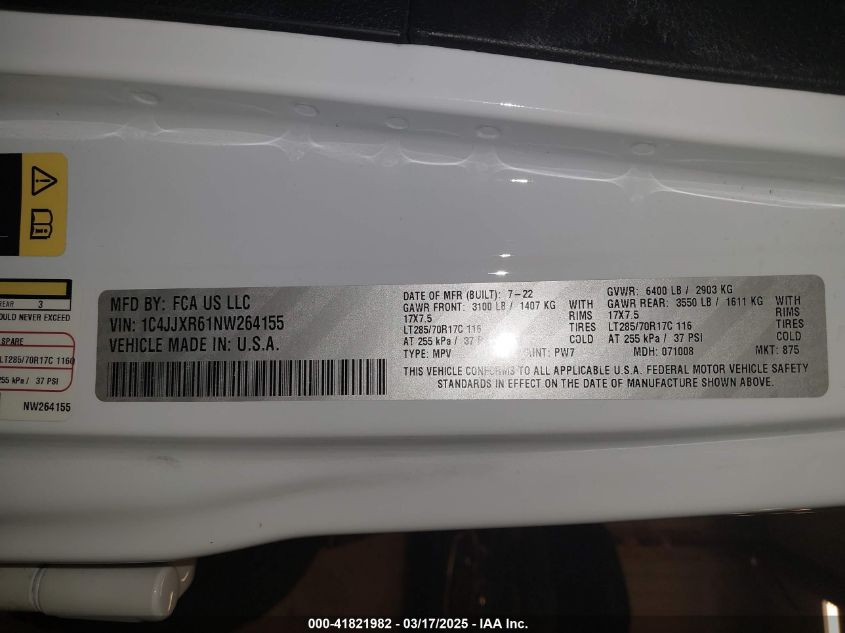 MFD BY: FCA US LLC
VIN: 1C4JJXR61NW264155
VEHICLE MADE IN: U.S.A.
DATE OF MFR (BUILT): 7-22
GAWR FRONT: 3100 LB / 1407 KG WITH
17X7.5 RIMS
LT285/70R17C 116 TIRES
AT 255 kPa / 37 COLD
TYPE: MPV PW7
GVWR: 6400 LB / 2903 KG
GAWR REAR: 3550 LB / 1611 KG WITH
17X7.5 RIMS
LT285/70R17C 116 TIRES
AT 255 kPa / 37 PSI COLD
MDH: 071008 MKT: 875
THIS VEHICLE CONFORMS TO ALL APPLICABLE U.S.A. FEDERAL MOTOR VEHICLE SAFETY
STANDARDS IN EFFECT ON THE DATE OF MANUFACTURE SHOWN ABOVE.
REAR 3
NEVER EXCEED
SPARE
LT285/70R17C
255 kPa / 37 PSI
NW264155
000-41821982 - 03/17/2025 - IAA Inc.